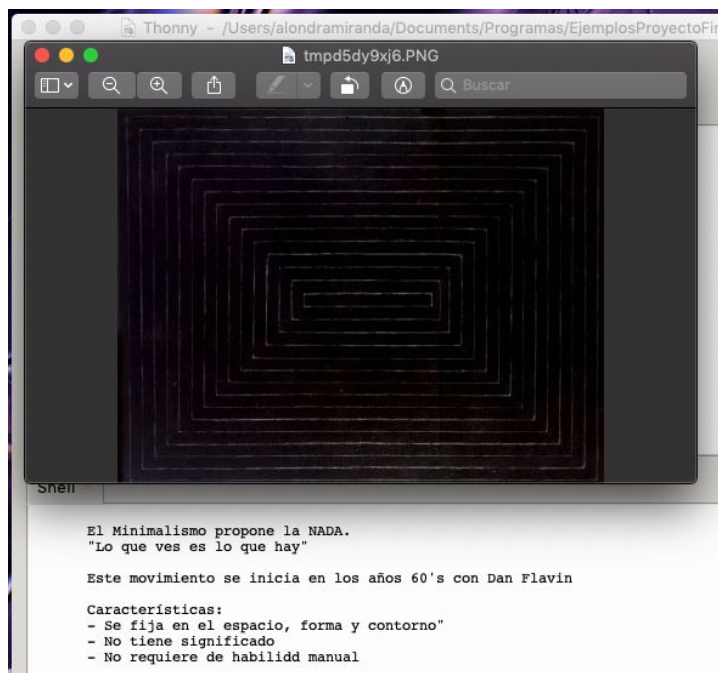 Thonny - /Users/alondramiranda/Documents/Programas/EjemplosProyectoFi
tmpd5dy9xj6.PNG
Buscar
Shell
El Minimalismo propone la NADA.
"Lo que ves es lo que hay"
Este movimiento se inicia en los años 60's con Dan Flavin
Características:
- Se fija en el espacio, forma y contorno"
- No tiene significado
- No requiere de habilidd manual